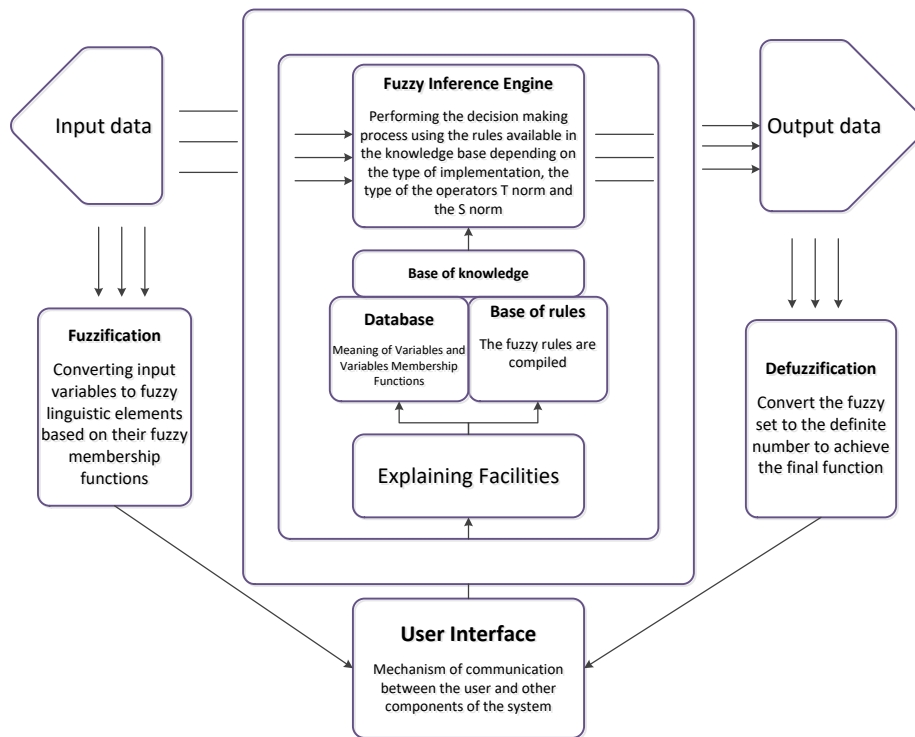 Input data
Fuzzy Inference Engine
Performing the decision making
process using the rules available in
the knowledge base depending on
the type of implementation, the
type of the operators T norm and
the S norm
Output data
Base of knowledge
Database
Meaning of Variables and
Variables Membership
Functions
Base of rules
The fuzzy rules are
compiled
Fuzzification
Converting input
variables to fuzzy
linguistic elements
based on their fuzzy
membership
functions
Defuzzification
Convert the fuzzy
set to the definite
number to achieve
the final function
Explaining Facilities
User Interface
Mechanism of communication
between the user and other
components of the system